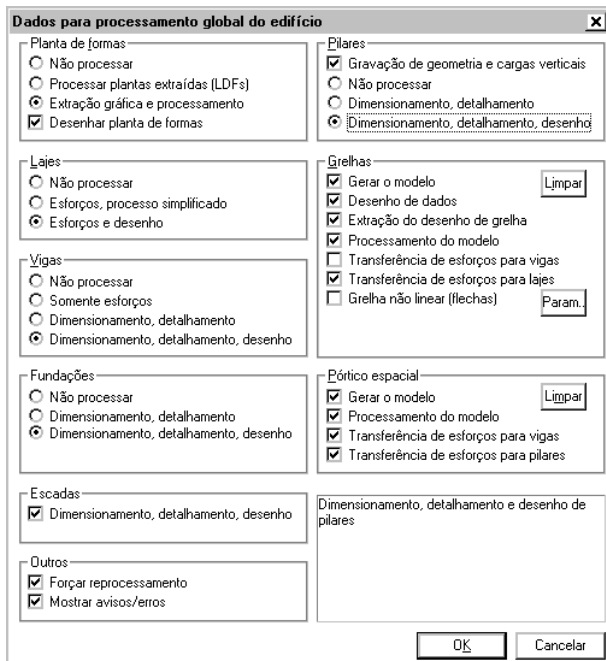 Dados para processamento global do edifício
Planta de formas
Não processar
Processar plantas extraídas (LDFs)
Extração gráfica e processamento
Desenhar planta de formas
Lajes
Não processar
Esforços, processo simplificado
Esforços e desenho
Vigas
Não processar
Somente esforços
Dimensionamento, detalhamento
Dimensionamento, detalhamento, desenho
Fundações
Não processar
Dimensionamento, detalhamento
Dimensionamento, detalhamento, desenho
Escadas
Dimensionamento, detalhamento, desenho
Outros
Forçar reprocessamento
Mostrar avisos/erros
Pilares
Gravação de geometria e cargas verticais
Não processar
Dimensionamento, detalhamento
Dimensionamento, detalhamento, desenho
Grelhas
Gerar o modelo
Limpar
Desenho de dados
Extração do desenho de grelha
Processamento do modelo
Transferência de esforços para vigas
Transferência de esforços para lajes
Grelha não linear (flechas)
Param..
Pórtico espacial
Gerar o modelo
Limpar
Processamento do modelo
Transferência de esforços para vigas
Transferência de esforços para pilares
Dimensionamento, detalhamento e desenho de
pilares
OK
Cancelar